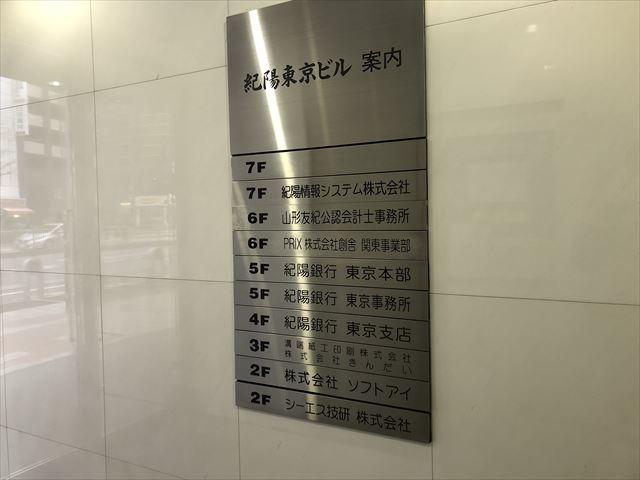 紀陽東京ビル 案内
7F
7F 紀陽情報システム株式会社
6F 山形友紀公認会計士事務所
6F PRIX 株式会社創舎 関東事業部
5F 紀陽銀行 東京本部
5F 紀陽銀行 東京事務所
4F 紀陽銀行 東京支店
3F 溝端紙工印刷株式会社
株式会社きんだい
2F 株式会社 ソフトアイ
2F シーエス技研 株式会社